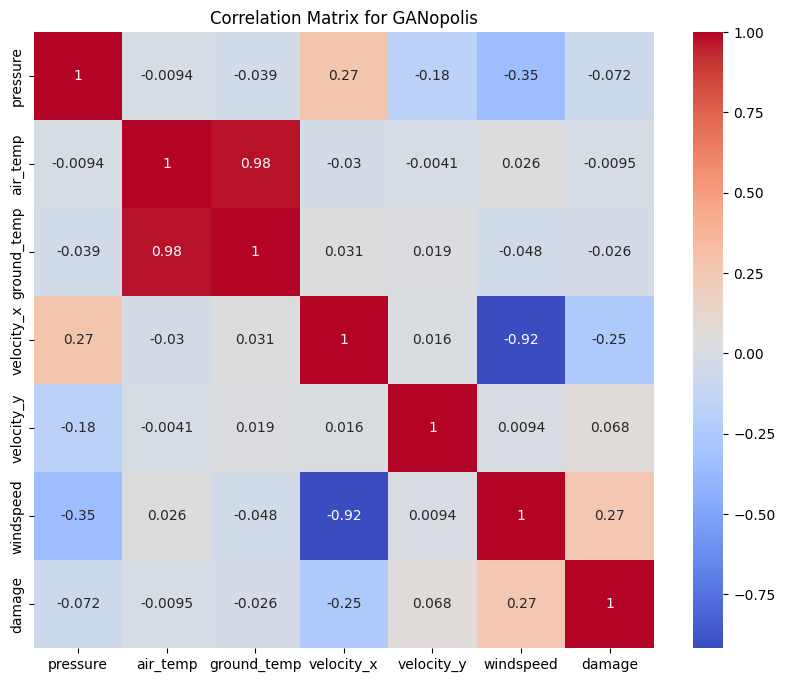 Correlation Matrix for GANopolis
pressure 1 -0.0094 -0.039 0.27 -0.18 -0.35 -0.072
air_temp -0.0094 1 0.98 -0.03 -0.0041 0.026 -0.0095
ground_temp -0.039 0.98 1 0.031 0.019 -0.048 -0.026
velocity_x 0.27 -0.03 0.031 1 0.016 -0.92 -0.25
velocity_y -0.18 -0.0041 0.019 0.016 1 0.0094 0.068
windspeed -0.35 0.026 -0.048 -0.92 0.0094 1 0.27
damage -0.072 -0.0095 -0.026 -0.25 0.068 0.27 1
pressure air_temp ground_temp velocity_x velocity_y windspeed damage
1.00
0.75
0.50
0.25
0.00
−0.25
−0.50
−0.75